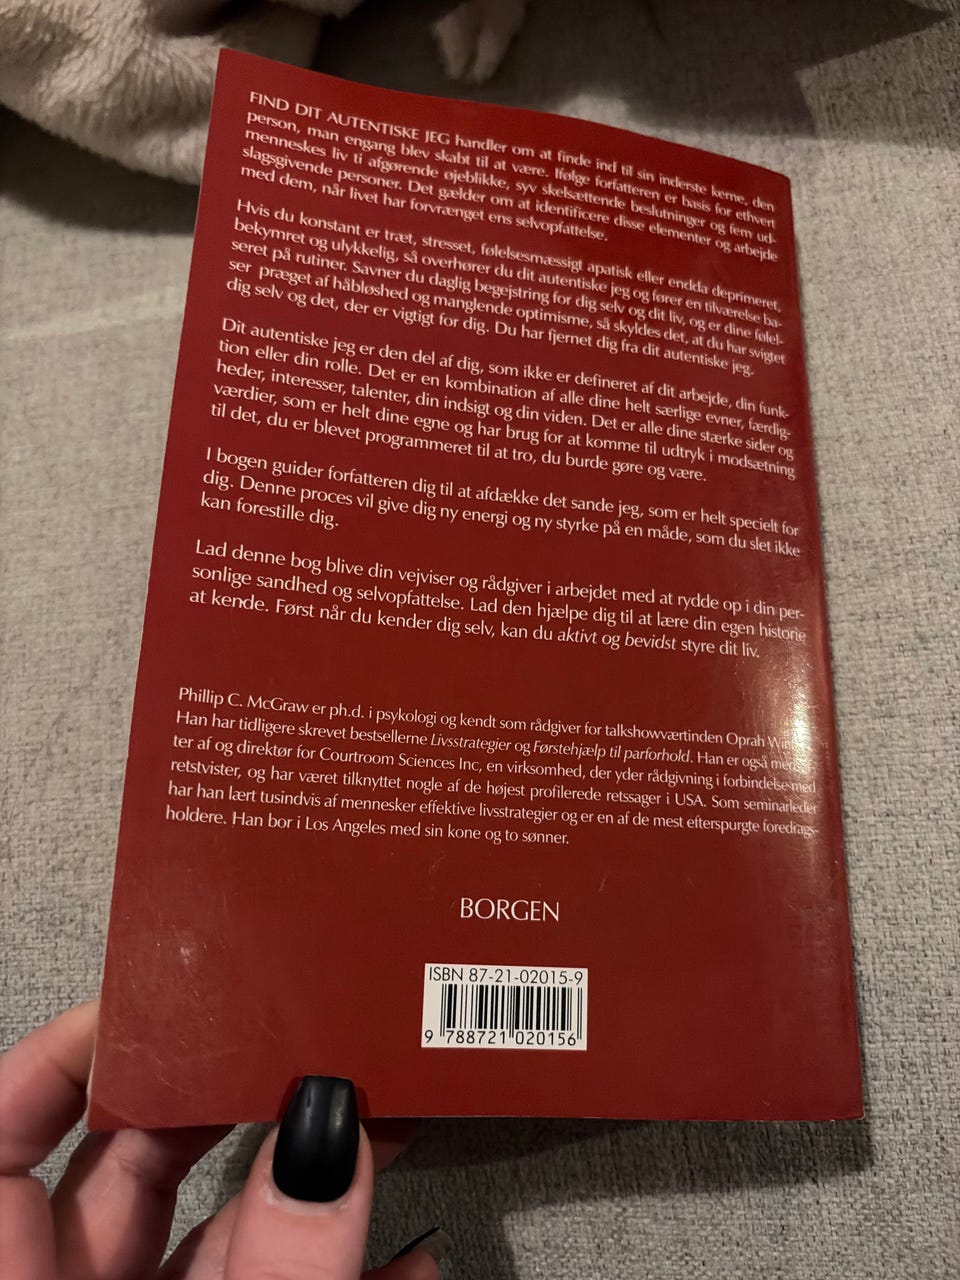 FIND DIT AUTENTISKE JEG handler om at finde ind til sin inderste kerne, den
person, man engang blev skabt til at være. Ifølge forfatteren er basis for ethvert
menneskes liv ti afgørende øjeblikke, syv skelsættende beslutninger og fem ud-
slagsgivende personer. Det gælder om at identificere disse elementer og arbejde
med dem, når livet har forvrænget ens selvopfattelse.
Hvis du konstant er træt, stresset, følelsesmæssigt apatisk eller endda deprimeret,
bekymret og ulykkelig, så overhører du dit autentiske jeg og fører en tilværelse ba-
seret på rutiner. Savner du daglig begejstring for dig selv og dit liv, og er dine følel-
ser præget af håbløshed og manglende optimisme, så skyldes det, at du har svigtet
dig selv og det, der er vigtigt for dig. Du har fjernet dig fra dit autentiske jeg.
Dit autentiske jeg er den del af dig, som ikke er defineret af dit arbejde, din funk-
tion eller din rolle. Det er en kombination af alle dine helt særlige evner, færdig-
heder, interesser, talenter, din indsigt og din viden. Det er alle dine stærke sider og
værdier, som er helt dine egne og har brug for at komme til udtryk i modsætning
til det, du er blevet programmeret til at tro, du burde gøre og være.
I bogen guider forfatteren dig til at afdække det sande jeg, som er helt specielt for
dig. Denne proces vil give dig ny energi og ny styrke på en måde, som du slet ikke
kan forestille dig.
Lad denne bog blive din vejviser og rådgiver i arbejdet med at rydde op i din per-
sonlige sandhed og selvopfattelse. Lad den hjælpe dig til at lære din egen historie
at kende. Først når du kender dig selv, kan du aktivt og bevidst styre dit liv.
Phillip C. McGraw er ph.d. i psykologi og kendt som rådgiver for talkshowværtinden Oprah
Han har tidligere skrevet bestsellerne Livsstrategier og Førstehjælp til parforhold. Han er også
ter af og direktør for Courtroom Sciences Inc, en virksomhed, der yder rådgivning i forbindelse med
retstvister, og har været tilknyttet nogle af de højest profilerede retssager i USA. Som seminarleder
har han lært tusindvis af mennesker effektive livsstrategier og er en af de mest efterspurgte foredrags-
holdere. Han bor i Los Angeles med sin kone og to sønner.
BORGEN
ISBN 87-21-02015-9
9 788721 020156